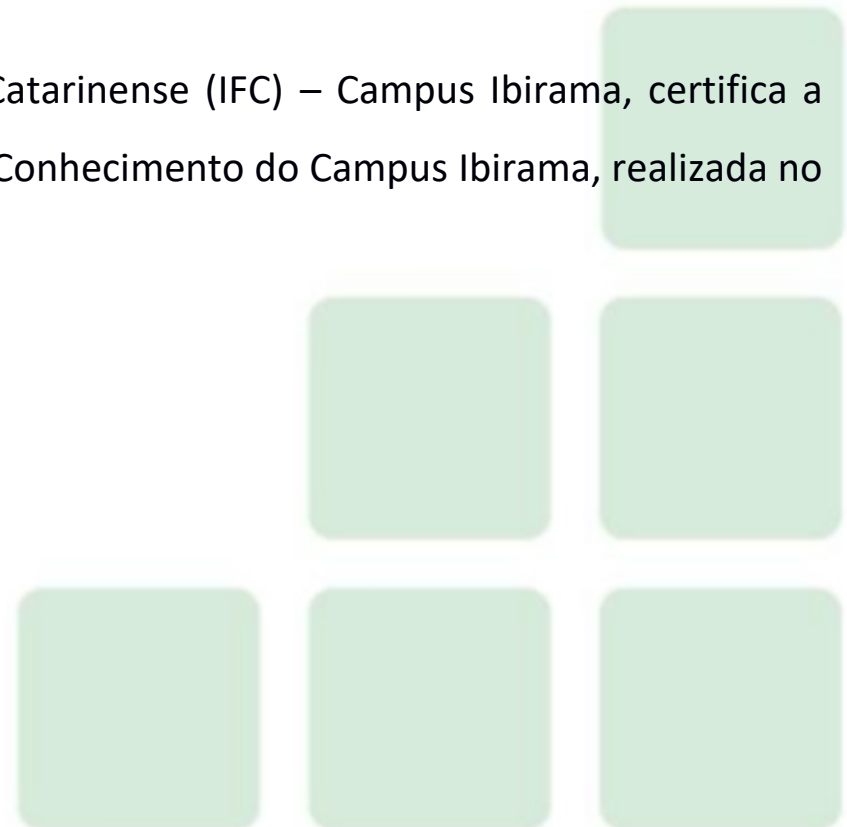 Catarinense (IFC) – Campus Ibirama, certifica a
Conhecimento do Campus Ibirama, realizada no